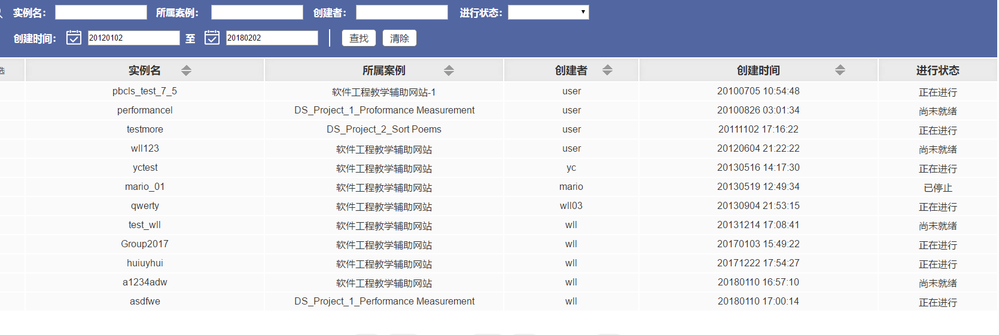 实例名: 所属案例: 创建者: 进行状态:
创建时间: 20120102 至 20180202 查找 清除
选 实例名 所属案例 创建者 创建时间 进行状态
pbcls_test_7_5 软件工程教学辅助网站-1 user 20100705 10:54:48 正在进行
performancel DS_Project_1_Proformance Measurement user 20100826 03:01:34 尚未就绪
testmore DS_Project_2_Sort Poems user 20111102 17:16:22 正在进行
wll123 软件工程教学辅助网站 user 20120604 21:22:22 尚未就绪
yctest 软件工程教学辅助网站 yc 20130516 14:17:30 正在进行
mario_01 软件工程教学辅助网站 mario 20130519 12:49:34 已停止
qwerty 软件工程教学辅助网站 wll03 20130904 21:53:15 正在进行
test_wll 软件工程教学辅助网站 wll 20131214 17:08:41 尚未就绪
Group2017 软件工程教学辅助网站 wll 20170103 15:49:22 正在进行
huiuyhui 软件工程教学辅助网站 wll 20171222 17:54:27 正在进行
a1234adw 软件工程教学辅助网站 wll 20180110 16:57:10 尚未就绪
asdfwe DS_Project_1_Performance Measurement wll 20180110 17:00:14 正在进行